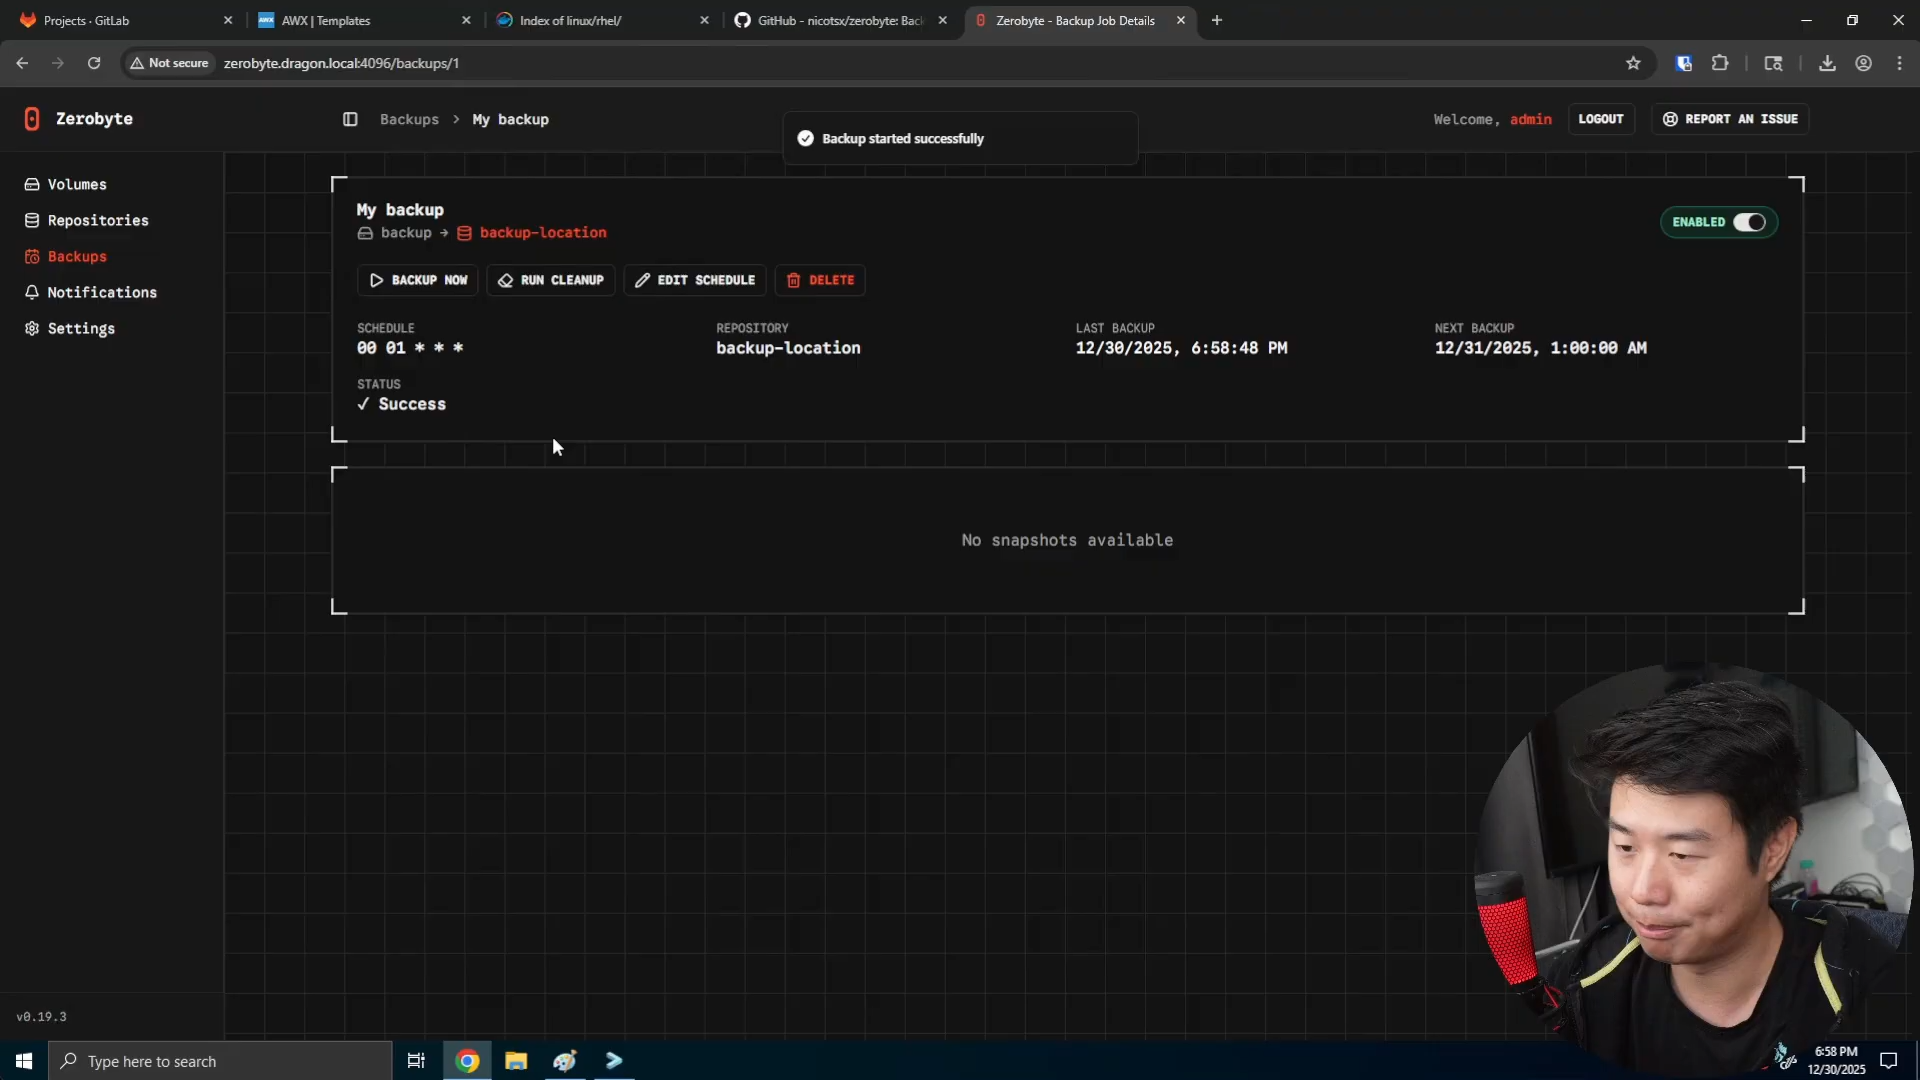 Projects · GitLab
AWX | Templates
Index of linux/rhel/
GitHub - nicotsx/zerobyte: Back
Zerobyte - Backup Job Details
Not secure
zerobyte.dragon.local:4096/backups/1
Zerobyte
Backups > My backup
Backup started successfully
Welcome, admin
LOGOUT
REPORT AN ISSUE
Volumes
Repositories
Backups
Notifications
Settings
My backup
backup → backup-location
ENABLED
BACKUP NOW
RUN CLEANUP
EDIT SCHEDULE
DELETE
SCHEDULE
00 01 * * *
REPOSITORY
backup-location
LAST BACKUP
12/30/2025, 6:58:48 PM
NEXT BACKUP
12/31/2025, 1:00:00 AM
STATUS
✓ Success
No snapshots available
v0.19.3
Type here to search
6:58 PM
12/30/2025